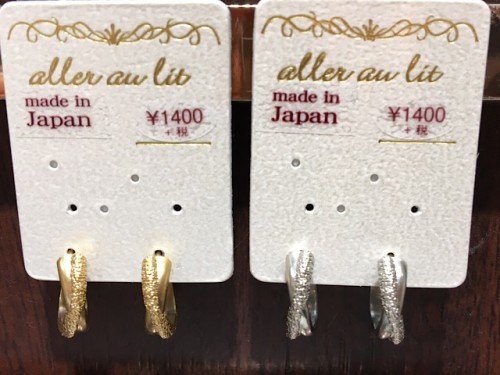 aller au lit
made in
Japan
¥1400
+税
aller au lit
made in
Japan
¥1400
+税